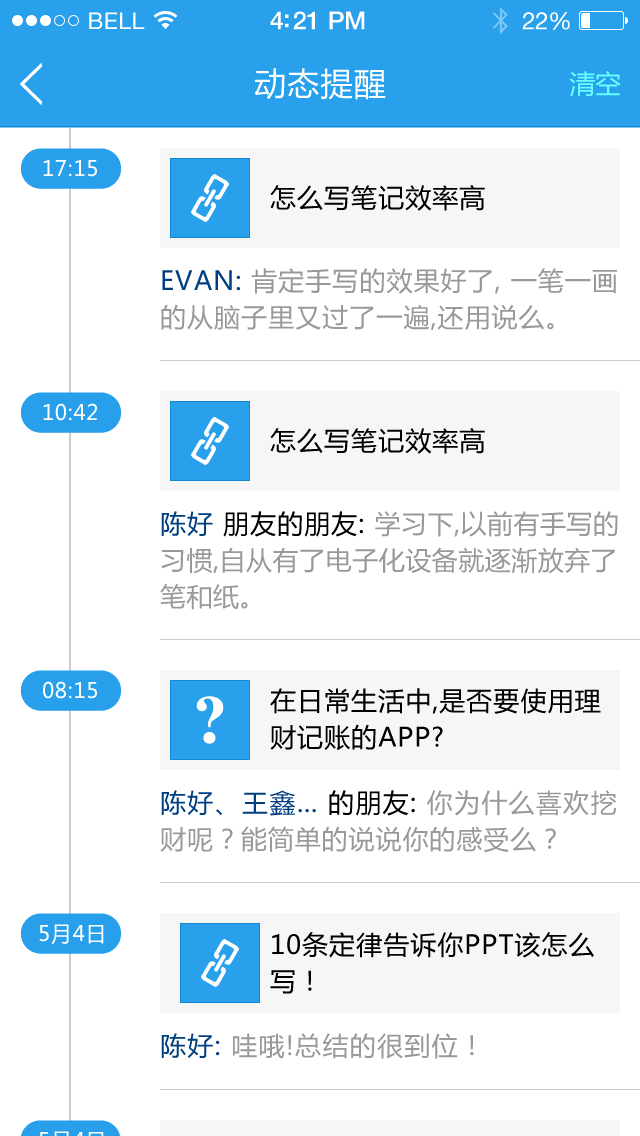 BELL 4:21 PM 22%
动态提醒 清空
17:15
怎么写笔记效率高
EVAN: 肯定手写的效果好了, 一笔一画
的从脑子里又过了一遍,还用说么。
10:42
怎么写笔记效率高
陈好 朋友的朋友: 学习下,以前有手写的
习惯,自从有了电子化设备就逐渐放弃了
笔和纸。
08:15
在日常生活中,是否要使用理
财记账的APP?
陈好、王鑫... 的朋友: 你为什么喜欢挖
财呢？能简单的说说你的感受么？
5月4日
10条定律告诉你PPT该怎么
写！
陈好: 哇哦!总结的很到位！
5月4日